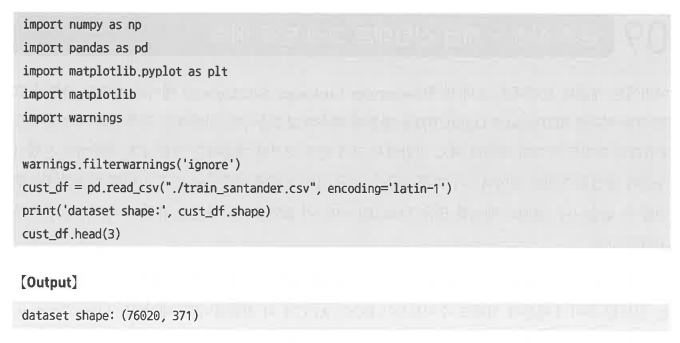 import numpy as np
import pandas as pd
import matplotlib.pyplot as plt
import matplotlib
import warnings
warnings.filterwarnings('ignore')
cust_df = pd.read_csv("./train_santander.csv", encoding='latin-1')
print('dataset shape:', cust_df.shape)
cust_df.head(3)
【Output】
dataset shape: (76020, 371)